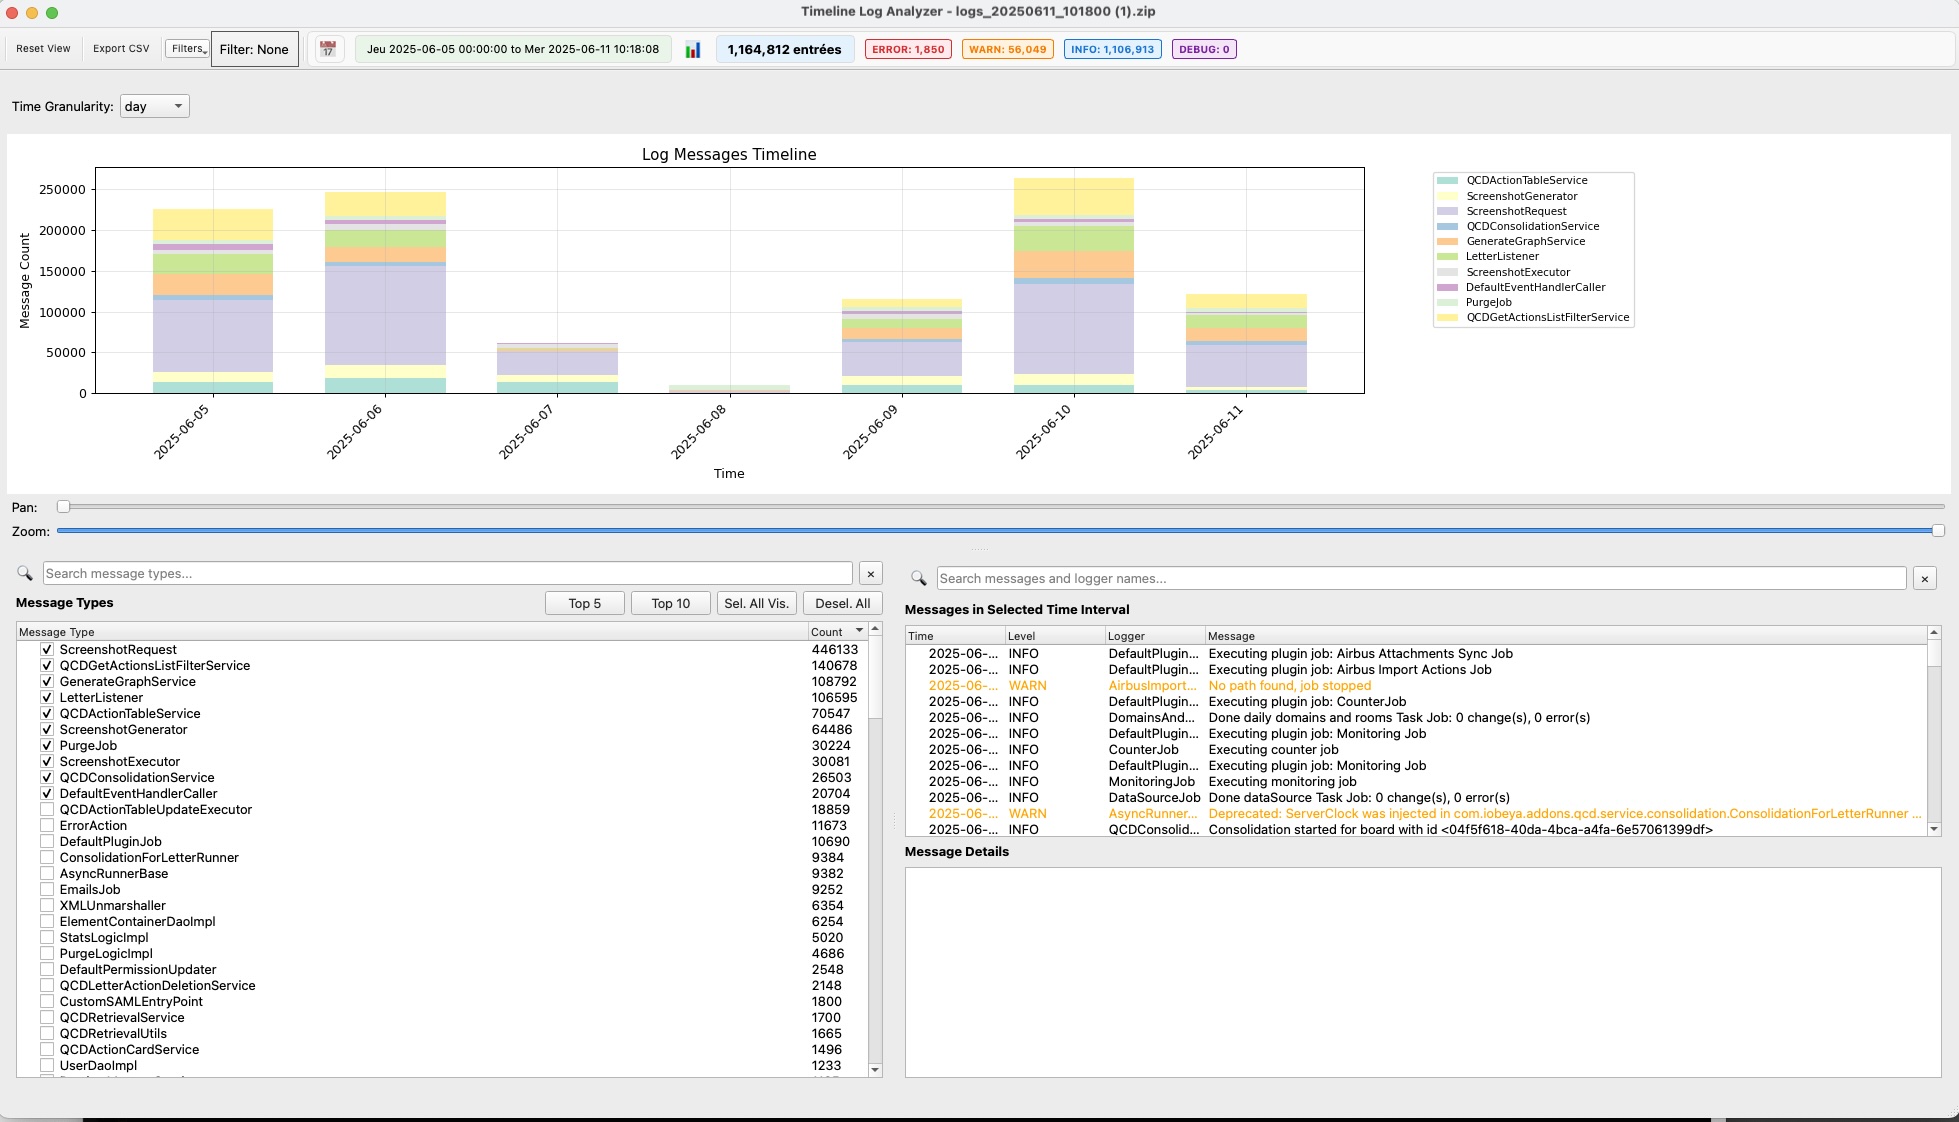 Timeline Log Analyzer - logs_20250611_101800 (1).zip
Reset View Export CSV Filters Filter: None Jeu 2025-06-05 00:00:00 to Mer 2025-06-11 10:18:08 1,164,812 entrées ERROR: 1,850 WARN: 56,049 INFO: 1,106,913 DEBUG: 0
Time Granularity: day
Log Messages Timeline
Message Count
250000
200000
150000
100000
50000
0
2025-06-05 2025-06-06 2025-06-07 2025-06-08 2025-06-09 2025-06-10 2025-06-11
Time
QCDActionTableService
ScreenshotGenerator
ScreenshotRequest
QCDConsolidationService
GenerateGraphService
LetterListener
ScreenshotExecutor
DefaultEventHandlerCaller
PurgeJob
QCDGetActionsListFilterService
Pan:
Zoom:
Search message types...
Message Types Top 5 Top 10 Sel. All Vis. Desel. All
Message Type Count
ScreenshotRequest 446133
QCDGetActionsListFilterService 140678
GenerateGraphService 108792
LetterListener 106595
QCDActionTableService 70547
ScreenshotGenerator 64486
PurgeJob 30224
ScreenshotExecutor 30081
QCDConsolidationService 26503
DefaultEventHandlerCaller 20704
QCDActionTableUpdateExecutor 18859
ErrorAction 11673
DefaultPluginJob 10690
ConsolidationForLetterRunner 9384
AsyncRunnerBase 9382
EmailsJob 9252
XMLUnmarshaller 6354
ElementContainerDaoImpl 6254
StatsLogicImpl 5020
PurgeLogicImpl 4686
DefaultPermissionUpdater 2548
QCDLetterActionDeletionService 2148
CustomSAMLEntryPoint 1800
QCDRetrievalService 1700
QCDRetrievalUtils 1665
QCDActionCardService 1496
UserDaoImpl 1233
Search messages and logger names...
Messages in Selected Time Interval
Time Level Logger Message
2025-06-... INFO DefaultPlugin... Executing plugin job: Airbus Attachments Sync Job
2025-06-... INFO DefaultPlugin... Executing plugin job: Airbus Import Actions Job
2025-06-... WARN AirbusImport... No path found, job stopped
2025-06-... INFO DefaultPlugin... Executing plugin job: CounterJob
2025-06-... INFO DomainsAnd... Done daily domains and rooms Task Job: 0 change(s), 0 error(s)
2025-06-... INFO DefaultPlugin... Executing plugin job: Monitoring Job
2025-06-... INFO CounterJob Executing counter job
2025-06-... INFO DefaultPlugin... Executing plugin job: Monitoring Job
2025-06-... INFO MonitoringJob Executing monitoring job
2025-06-... INFO DataSourceJob Done dataSource Task Job: 0 change(s), 0 error(s)
2025-06-... WARN AsyncRunner... Deprecated: ServerClock was injected in com.iobeya.addons.qcd.service.consolidation.ConsolidationForLetterRunner ...
2025-06-... INFO QCDConsolid... Consolidation started for board with id <04f5f618-40da-4bca-a4fa-6e57061399df>
Message Details